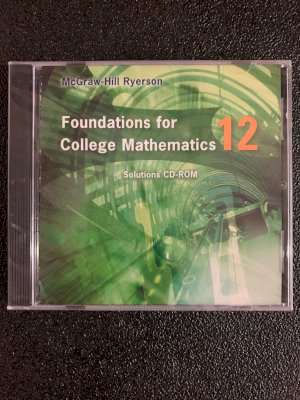 McGraw-Hill Ryerson
Foundations for
College Mathematics 12
Solutions CD-ROM